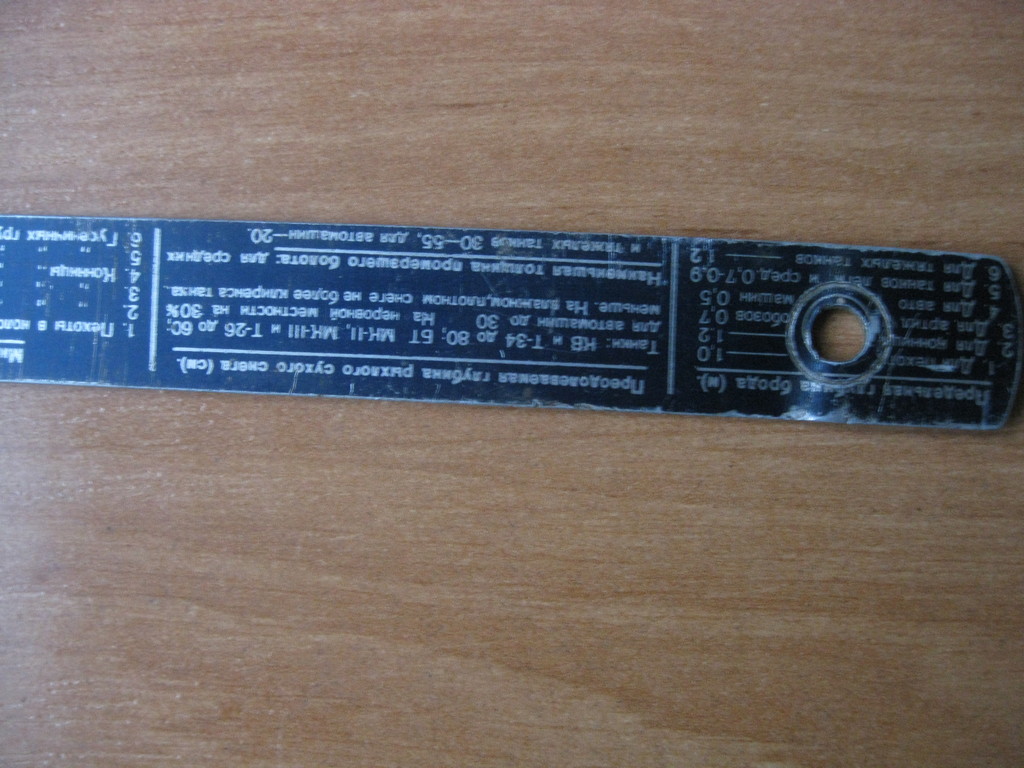 Предельная глубина брода (м).
1. Для пехоты 1,0
2. Для конницы 1,2
3. Для артил. обозов 0,7
4. Для авто машин 0,5
5. Для танков легк и сред. 0,7-0,9
6. Для тяжелых танков 1,2
Преодолеваемая глубина рыхлого сухого снега (см).
Танки: КВ и Т-34 до 80; БТ МК-II, МК-III и Т-26 до 60;
для автомашин до 30 На неровной местности на 30%
меньше. На влажном,плотном снеге не более клиренса танка.
Наименьшая толщина промерзшего болота: для средних
и тяжелых танков 30—55, для автомашин—20.
1. Пехоты в коло
2. "
3. "
4. Конницы
5. " "
6. Гусеничных гру